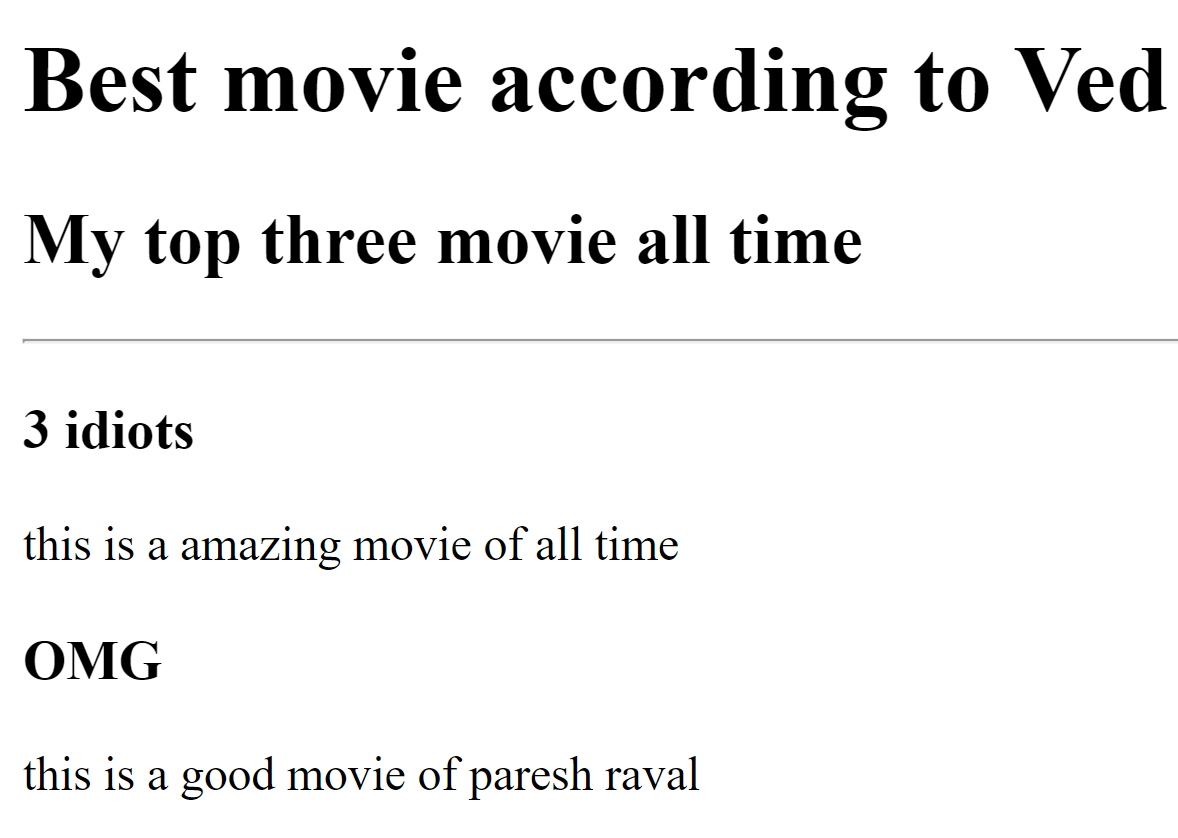 Best movie according to Ved
My top three movie all time
3 idiots
this is a amazing movie of all time
OMG
this is a good movie of paresh raval